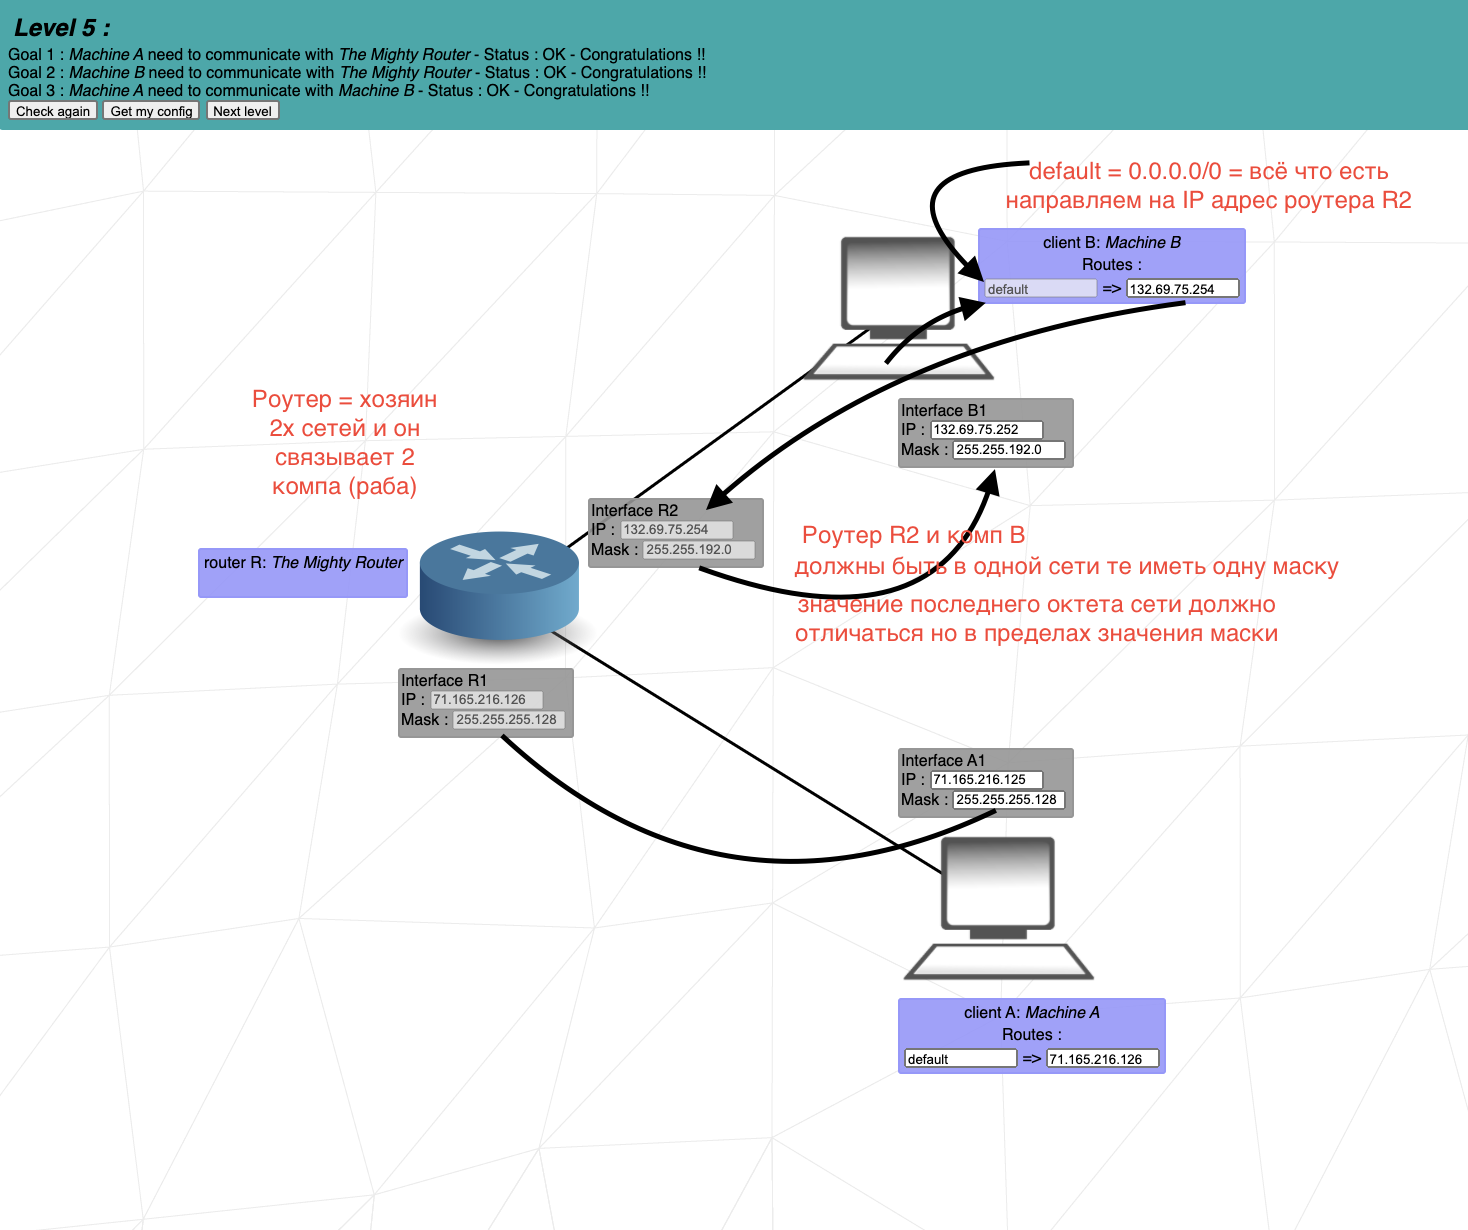 Level 5 :
Goal 1 : Machine A need to communicate with The Mighty Router - Status : OK - Congratulations !!
Goal 2 : Machine B need to communicate with The Mighty Router - Status : OK - Congratulations !!
Goal 3 : Machine A need to communicate with Machine B - Status : OK - Congratulations !!
Check again Get my config Next level
default = 0.0.0.0/0 = всё что есть
направляем на IP адрес роутера R2
client B: Machine B
Routes :
default => 132.69.75.254
Роутер = хозяин
2х сетей и он
связывает 2
компа (раба)
Interface B1
IP : 132.69.75.252
Mask : 255.255.192.0
Interface R2
IP : 132.69.75.254
Mask : 255.255.192.0
Роутер R2 и комп B
должны быть в одной сети те иметь одну маску
значение последнего октета сети должно
отличаться но в пределах значения маски
router R: The Mighty Router
Interface R1
IP : 71.165.216.126
Mask : 255.255.255.128
Interface A1
IP : 71.165.216.125
Mask : 255.255.255.128
client A: Machine A
Routes :
default => 71.165.216.126